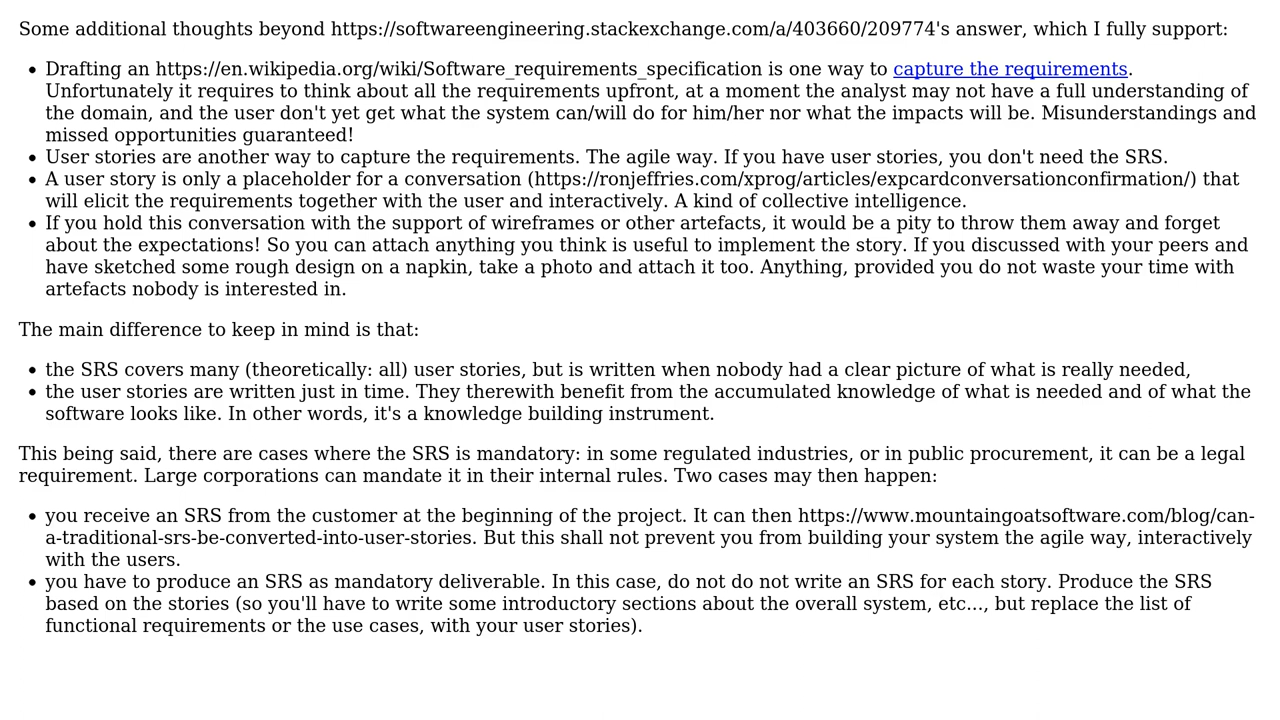 Some additional thoughts beyond https://softwareengineering.stackexchange.com/a/403660/209774's answer, which I fully support:
• Drafting an https://en.wikipedia.org/wiki/Software_requirements_specification is one way to capture the requirements.
Unfortunately it requires to think about all the requirements upfront, at a moment the analyst may not have a full understanding of
the domain, and the user don't yet get what the system can/will do for him/her nor what the impacts will be. Misunderstandings and
missed opportunities guaranteed!
• User stories are another way to capture the requirements. The agile way. If you have user stories, you don't need the SRS.
• A user story is only a placeholder for a conversation (https://ronjeffries.com/xprog/articles/expcardconversationconfirmation/) that
will elicit the requirements together with the user and interactively. A kind of collective intelligence.
• If you hold this conversation with the support of wireframes or other artefacts, it would be a pity to throw them away and forget
about the expectations! So you can attach anything you think is useful to implement the story. If you discussed with your peers and
have sketched some rough design on a napkin, take a photo and attach it too. Anything, provided you do not waste your time with
artefacts nobody is interested in.
The main difference to keep in mind is that:
• the SRS covers many (theoretically: all) user stories, but is written when nobody had a clear picture of what is really needed,
• the user stories are written just in time. They therewith benefit from the accumulated knowledge of what is needed and of what the
software looks like. In other words, it's a knowledge building instrument.
This being said, there are cases where the SRS is mandatory: in some regulated industries, or in public procurement, it can be a legal
requirement. Large corporations can mandate it in their internal rules. Two cases may then happen:
• you receive an SRS from the customer at the beginning of the project. It can then https://www.mountaingoatsoftware.com/blog/can-
a-traditional-srs-be-converted-into-user-stories. But this shall not prevent you from building your system the agile way, interactively
with the users.
• you have to produce an SRS as mandatory deliverable. In this case, do not do not write an SRS for each story. Produce the SRS
based on the stories (so you'll have to write some introductory sections about the overall system, etc..., but replace the list of
functional requirements or the use cases, with your user stories).